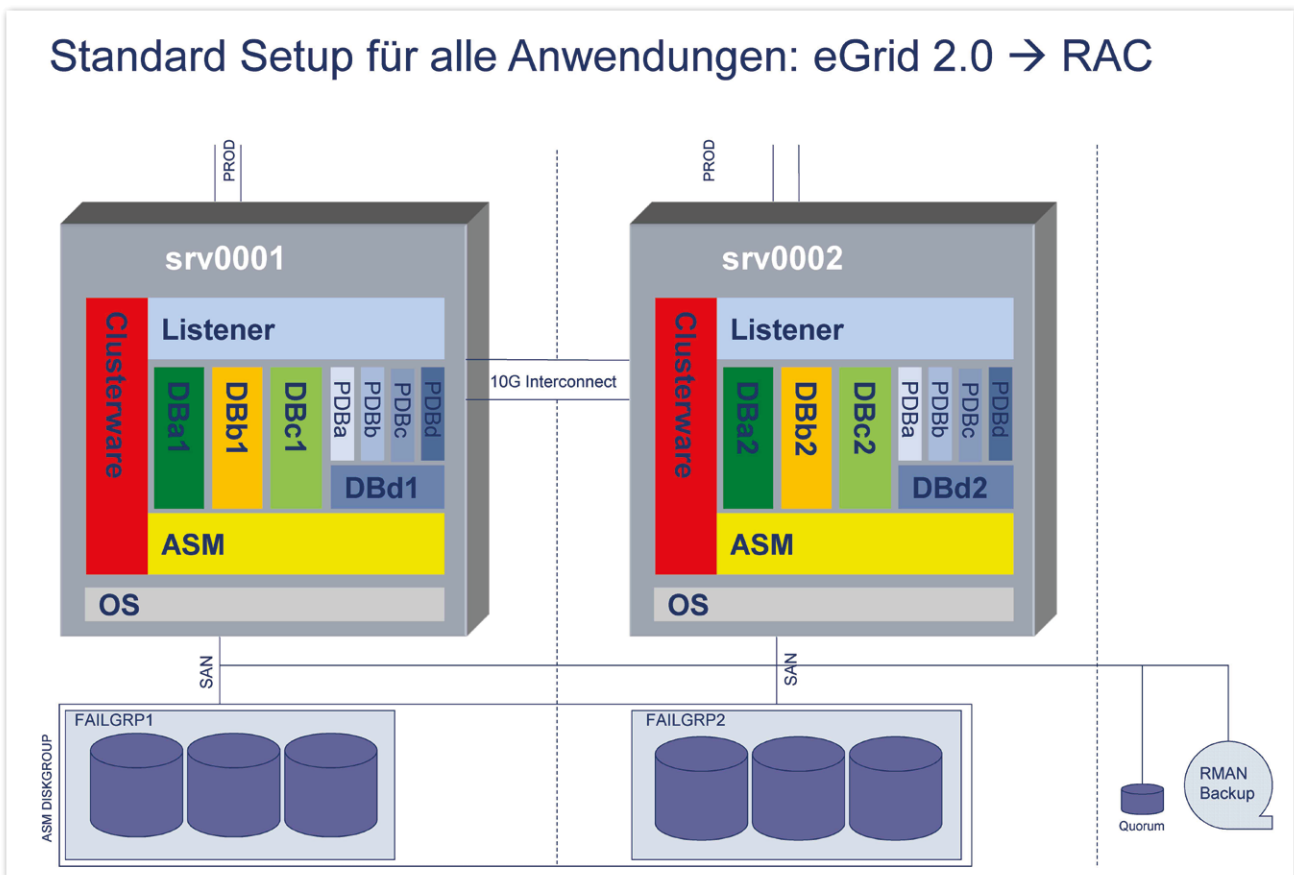 Standard Setup für alle Anwendungen: eGrid 2.0 → RAC
PROD
PROD
srv0001
Clusterware
Listener
DBa1
DBb1
DBc1
PDBa
PDBb
PDBc
PDBd
DBd1
ASM
OS
10G Interconnect
srv0002
Clusterware
Listener
DBa2
DBb2
DBc2
PDBa
PDBb
PDBc
PDBd
DBd2
ASM
OS
SAN
SAN
ASM DISKGROUP
FAILGRP1
FAILGRP2
Quorum
RMAN
Backup